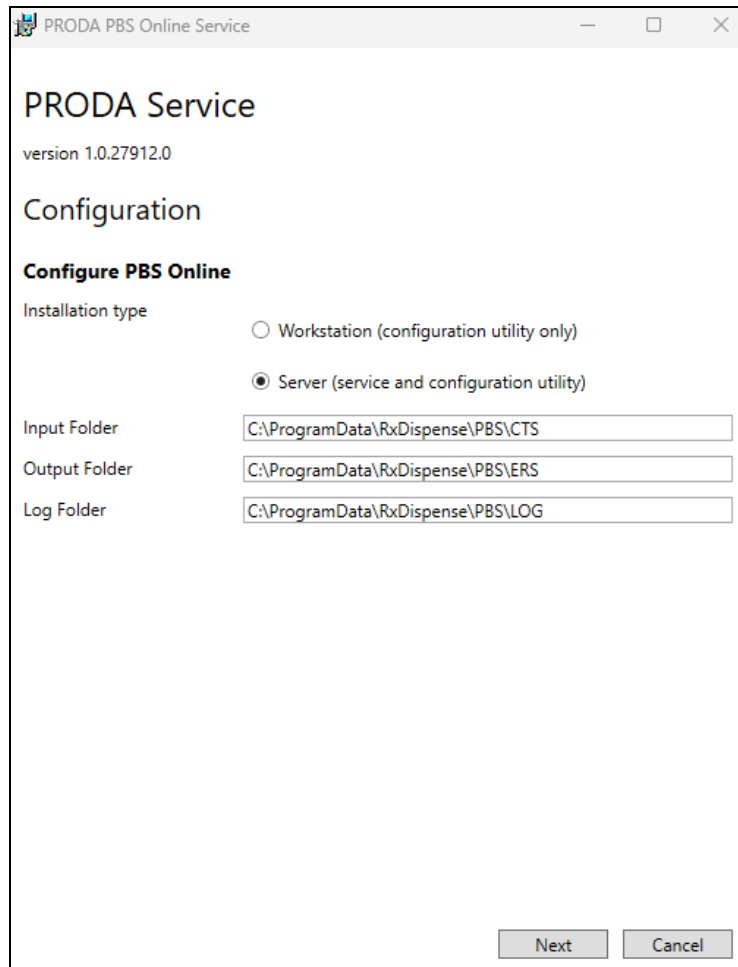 PRODA PBS Online Service
PRODA Service
version 1.0.27912.0
Configuration
Configure PBS Online
Installation type
Workstation (configuration utility only)
Server (service and configuration utility)
Input Folder C:\ProgramData\RxDispense\PBS\CTS
Output Folder C:\ProgramData\RxDispense\PBS\ERS
Log Folder C:\ProgramData\RxDispense\PBS\LOG
Next Cancel